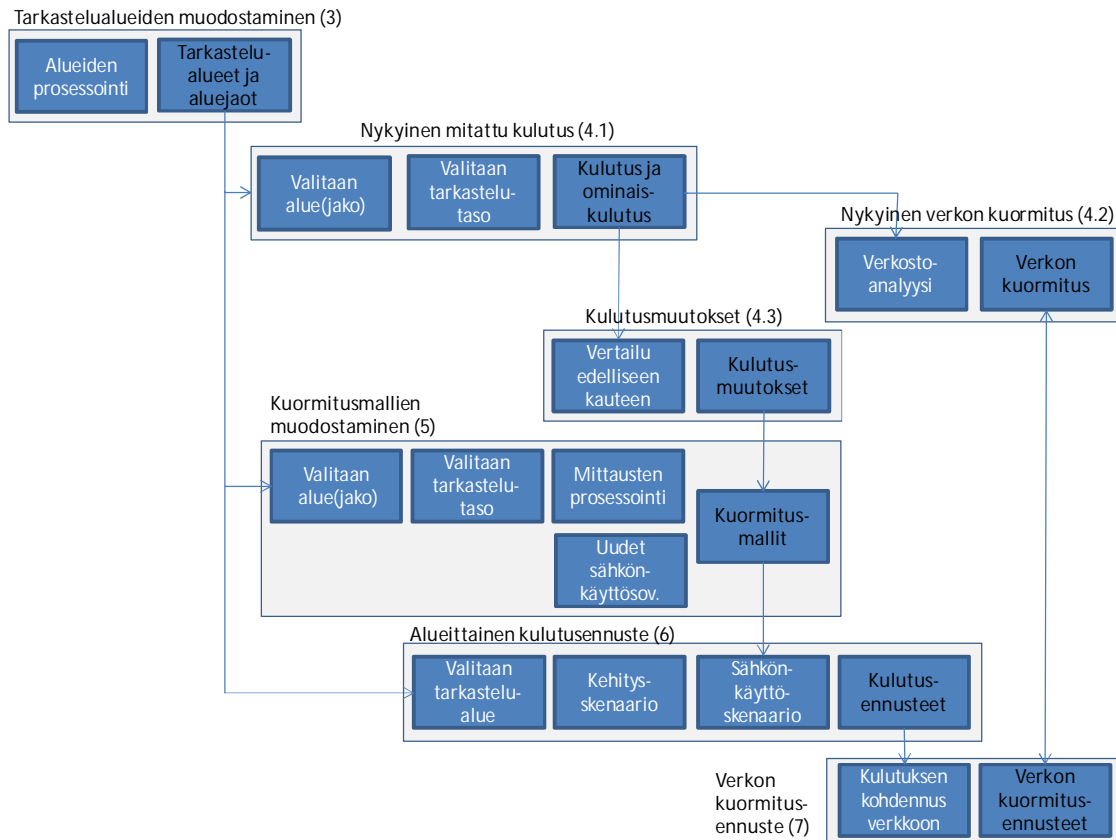 Tarkastelualueiden muodostaminen (3)
Alueiden
prosessointi
Tarkastelu-
alueet ja
aluejaot
Nykyinen mitattu kulutus (4.1)
Valitaan
alue(jako)
Valitaan
tarkastelu-
taso
Kulutus ja
ominais-
kulutus
Nykyinen verkon kuormitus (4.2)
Verkosto-
analyysi
Verkon
kuormitus
Kulutusmuutokset (4.3)
Vertailu
edelliseen
kauteen
Kulutus-
muutokset
Kuormitusmallien
muodostaminen (5)
Valitaan
alue(jako)
Valitaan
tarkastelu-
taso
Mittausten
prosessointi
Uudet
sähkön-
käyttösov.
Kuormitus-
mallit
Alueittainen kulutusennuste (6)
Valitaan
tarkastelu-
alue
Kehitys-
skenaario
Sähkön-
käyttö-
skenaario
Kulutus-
ennusteet
Verkon
kuormitus-
ennuste (7)
Kulutuksen
kohdennus
verkkoon
Verkon
kuormitus-
ennusteet